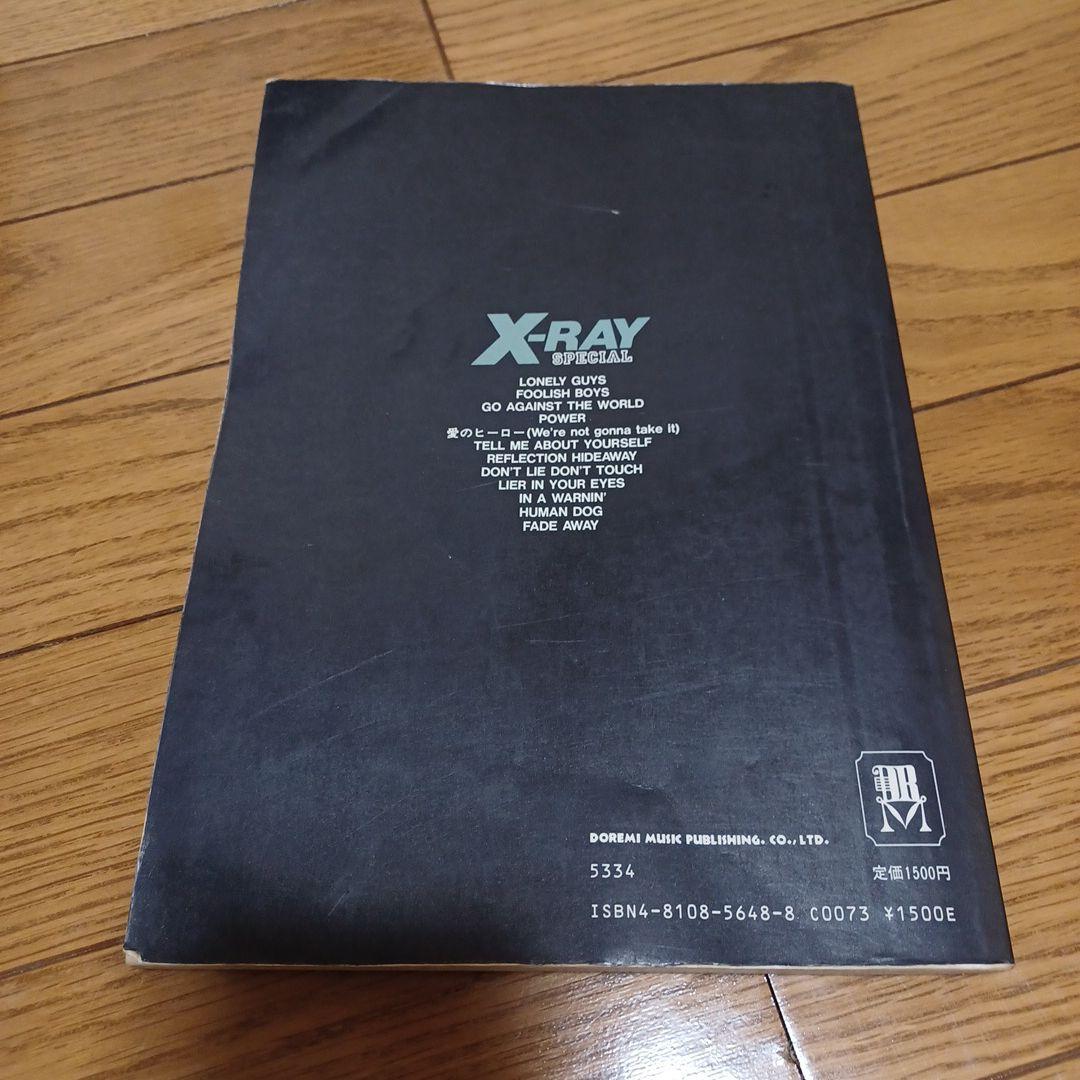 X-RAY
SPECIAL
LONELY GUYS
FOOLISH BOYS
GO AGAINST THE WORLD
POWER
愛のヒーロー(We're not gonna take it)
TELL ME ABOUT YOURSELF
REFLECTION HIDEAWAY
DON'T LIE DON'T TOUCH
LIER IN YOUR EYES
IN A WARNIN'
HUMAN DOG
FADE AWAY
DRM
DOREMI MUSIC PUBLISHING. CO., LTD.
5334 定価1500円
ISBN4-8108-5648-8 C0073 ¥1500E